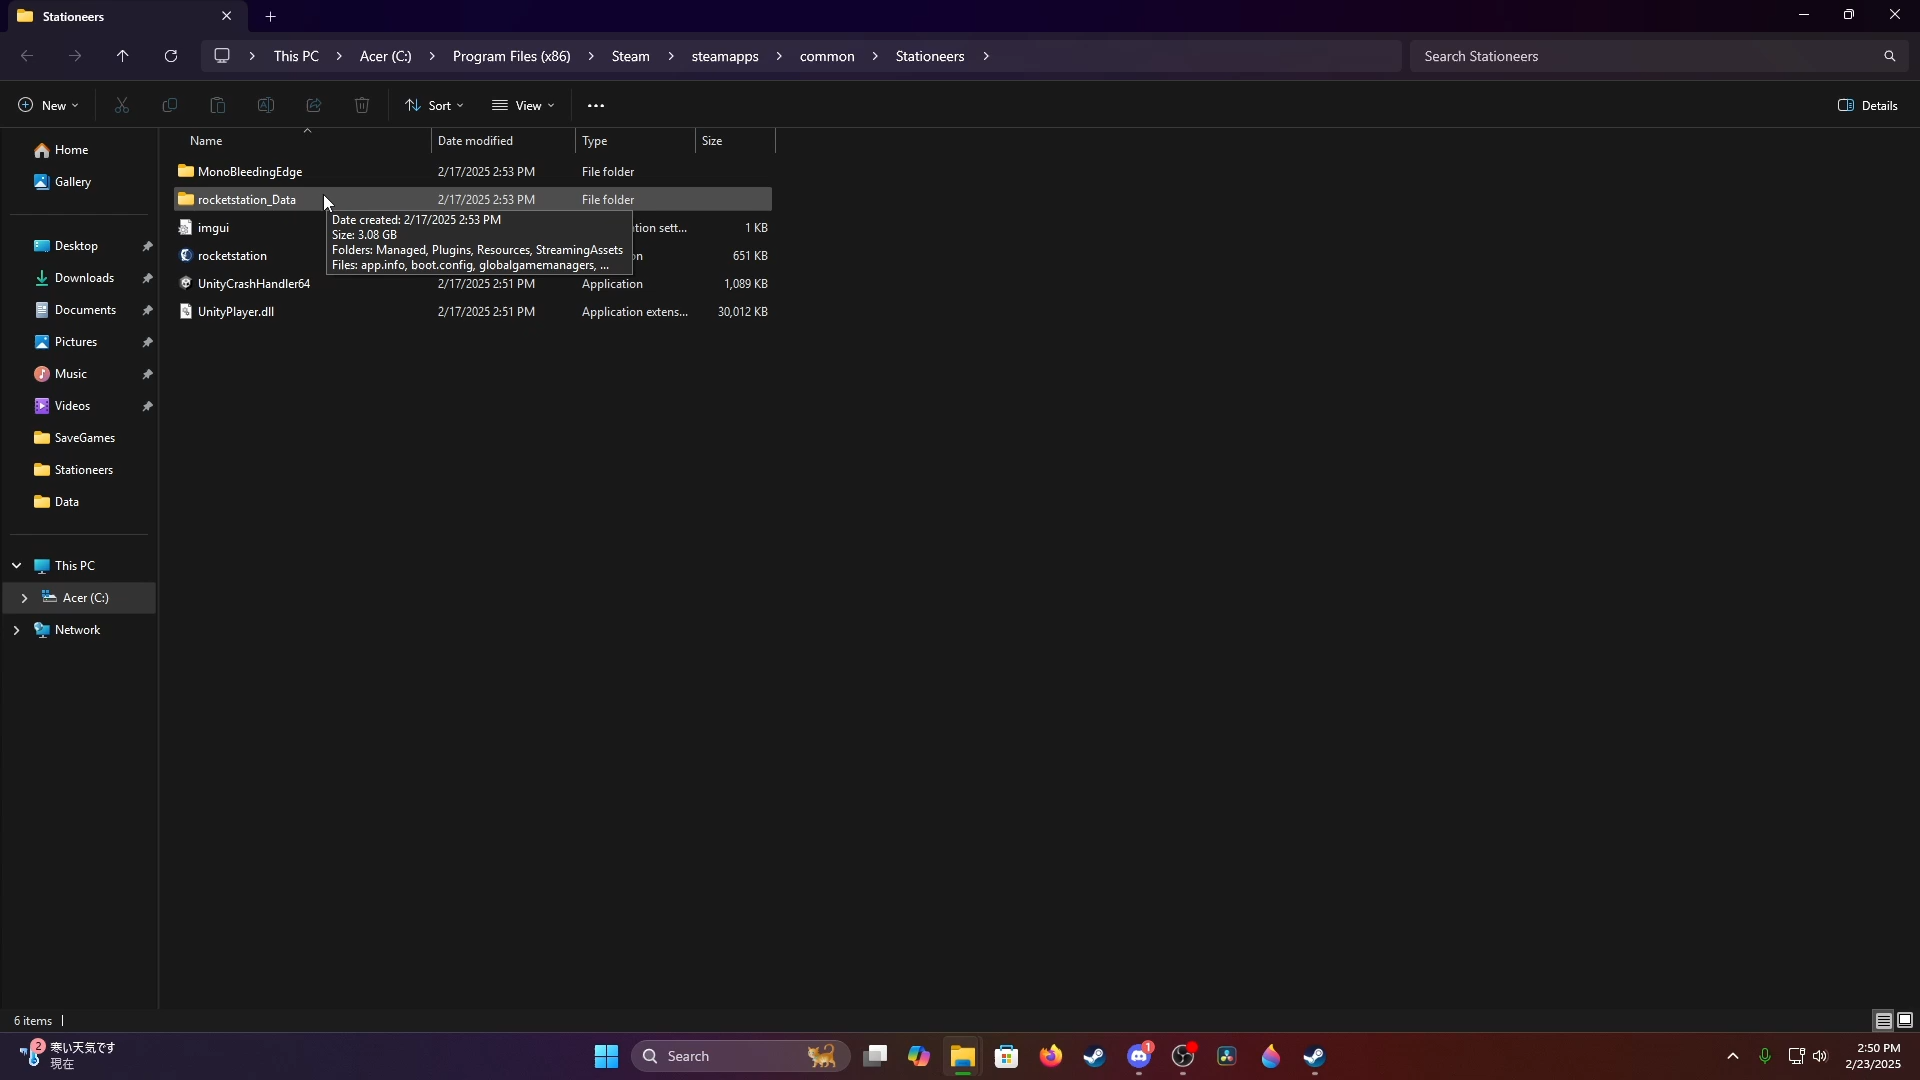 Stationeers
This PC > Acer (C:) > Program Files (x86) > Steam > steamapps > common > Stationeers >
Search Stationeers
New
Sort
View
Details
Name Date modified Type Size
MonoBleedingEdge 2/17/2025 2:53 PM File folder
rocketstation_Data 2/17/2025 2:53 PM File folder
imgui tion sett... 1 KB
rocketstation on 651 KB
UnityCrashHandler64 2/17/2025 2:51 PM Application 1,089 KB
UnityPlayer.dll 2/17/2025 2:51 PM Application extens... 30,012 KB
Date created: 2/17/2025 2:53 PM
Size: 3.08 GB
Folders: Managed, Plugins, Resources, StreamingAssets
Files: app.info, boot.config, globalgamemanagers, ...
Home
Gallery
Desktop
Downloads
Documents
Pictures
Music
Videos
SaveGames
Stationeers
Data
This PC
Acer (C:)
Network
6 items
2
寒い天気です
現在
Search
1
2:50 PM
2/23/2025